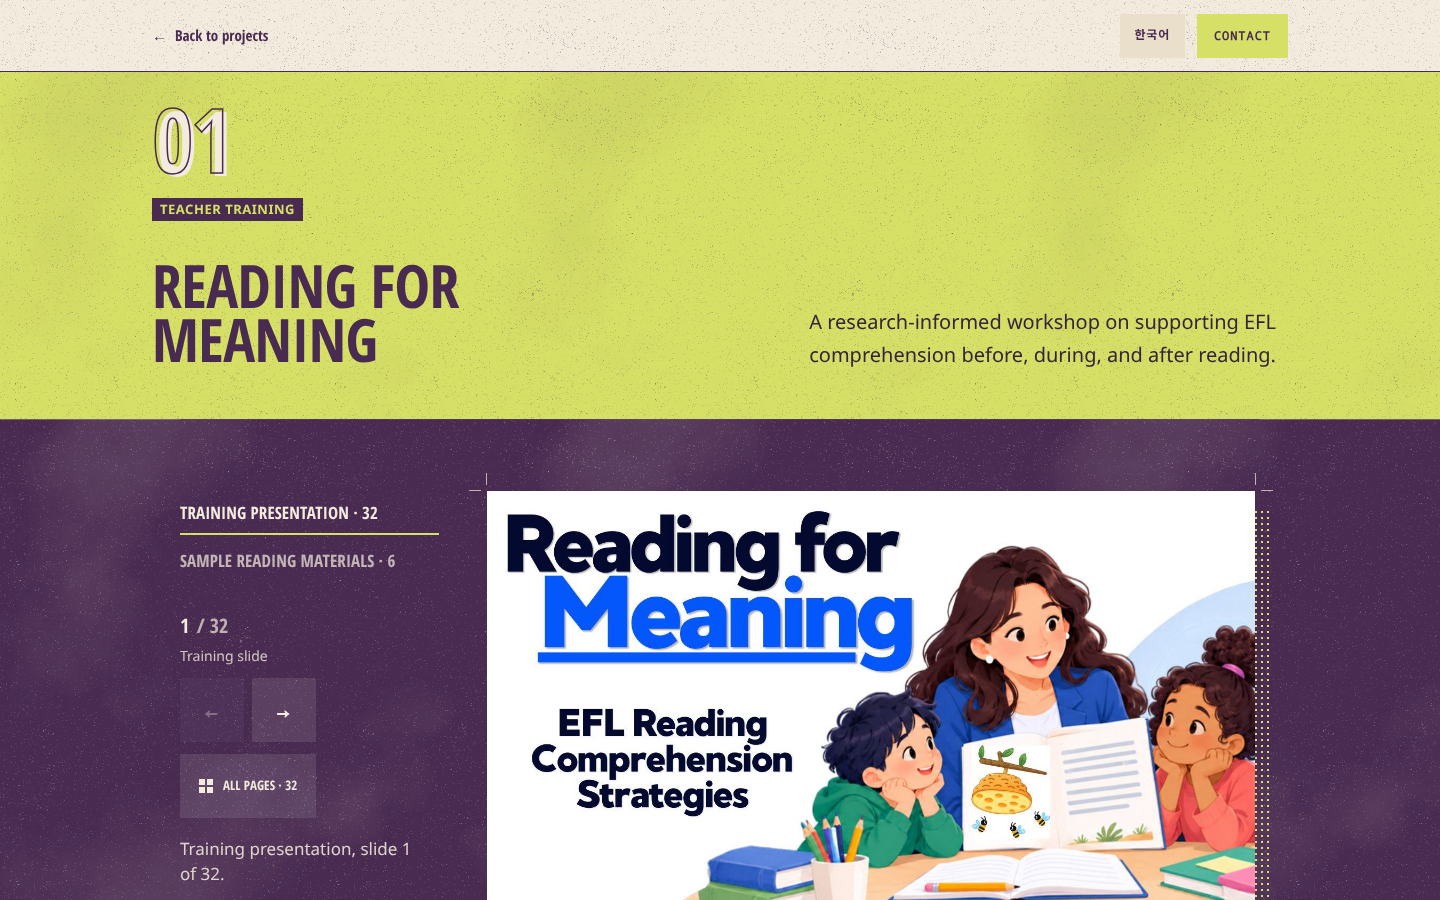 ← Back to projects
한국어
CONTACT
01
TEACHER TRAINING
READING FOR
MEANING
A research-informed workshop on supporting EFL
comprehension before, during, and after reading.
TRAINING PRESENTATION · 32
SAMPLE READING MATERIALS · 6
1 / 32
Training slide
← →
ALL PAGES · 32
Training presentation, slide 1
of 32.
Reading for
Meaning
EFL Reading
Comprehension
Strategies